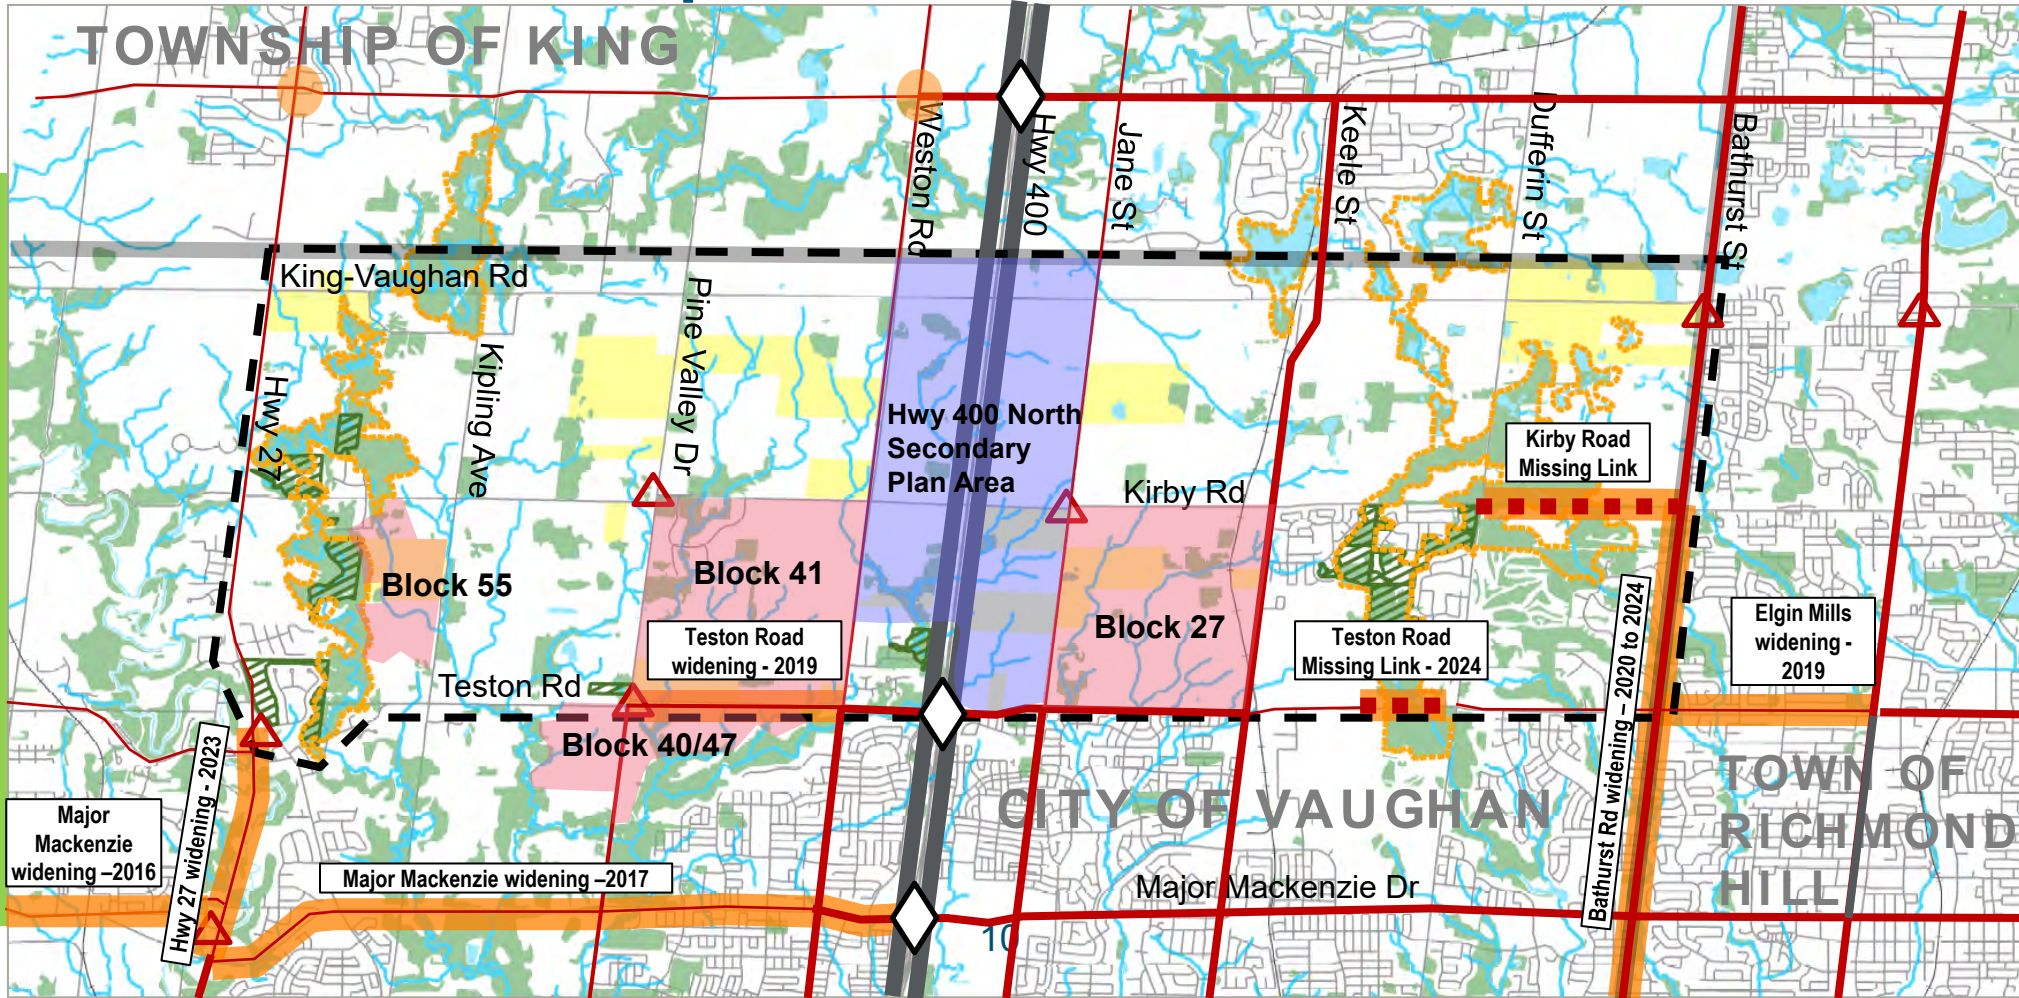 TOWNSHIP OF KING
Weston Rd
Hwy 400
Jane St
Keele St
Dufferin St
Bathurst St
King-Vaughan Rd
Pine Valley Dr
Kipling Ave
Hwy 27
Hwy 400 North
Secondary
Plan Area
Kirby Road
Missing Link
Kirby Rd
Block 55
Block 41
Block 27
Teston Road
widening - 2019
Teston Road
Missing Link - 2024
Elgin Mills
widening -
2019
Teston Rd
Block 40/47
Bathurst Rd widening – 2020 to 2024
Hwy 27 widening - 2023
TOWN OF
RICHMOND
HILL
CITY OF VAUGHAN
Major
Mackenzie
widening –2016
Major Mackenzie widening –2017
Major Mackenzie Dr
10